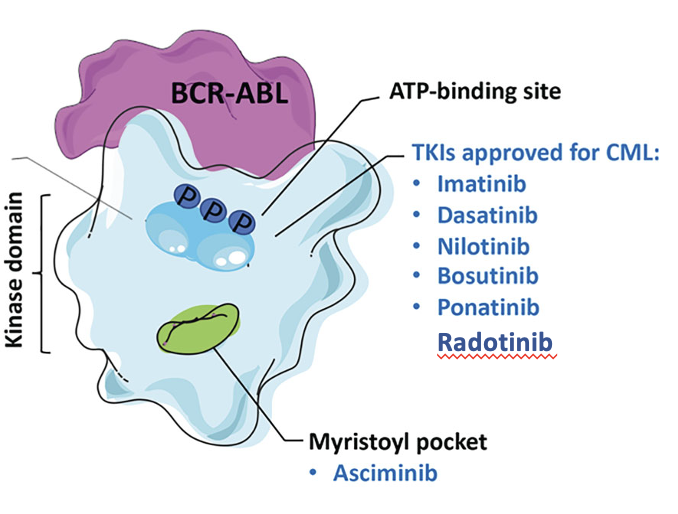 BCR-ABL
ATP-binding site
TKIs approved for CML:
• Imatinib
• Dasatinib
• Nilotinib
• Bosutinib
• Ponatinib
Radotinib
P
P
P
Kinase domain
Myristoyl pocket
• Asciminib